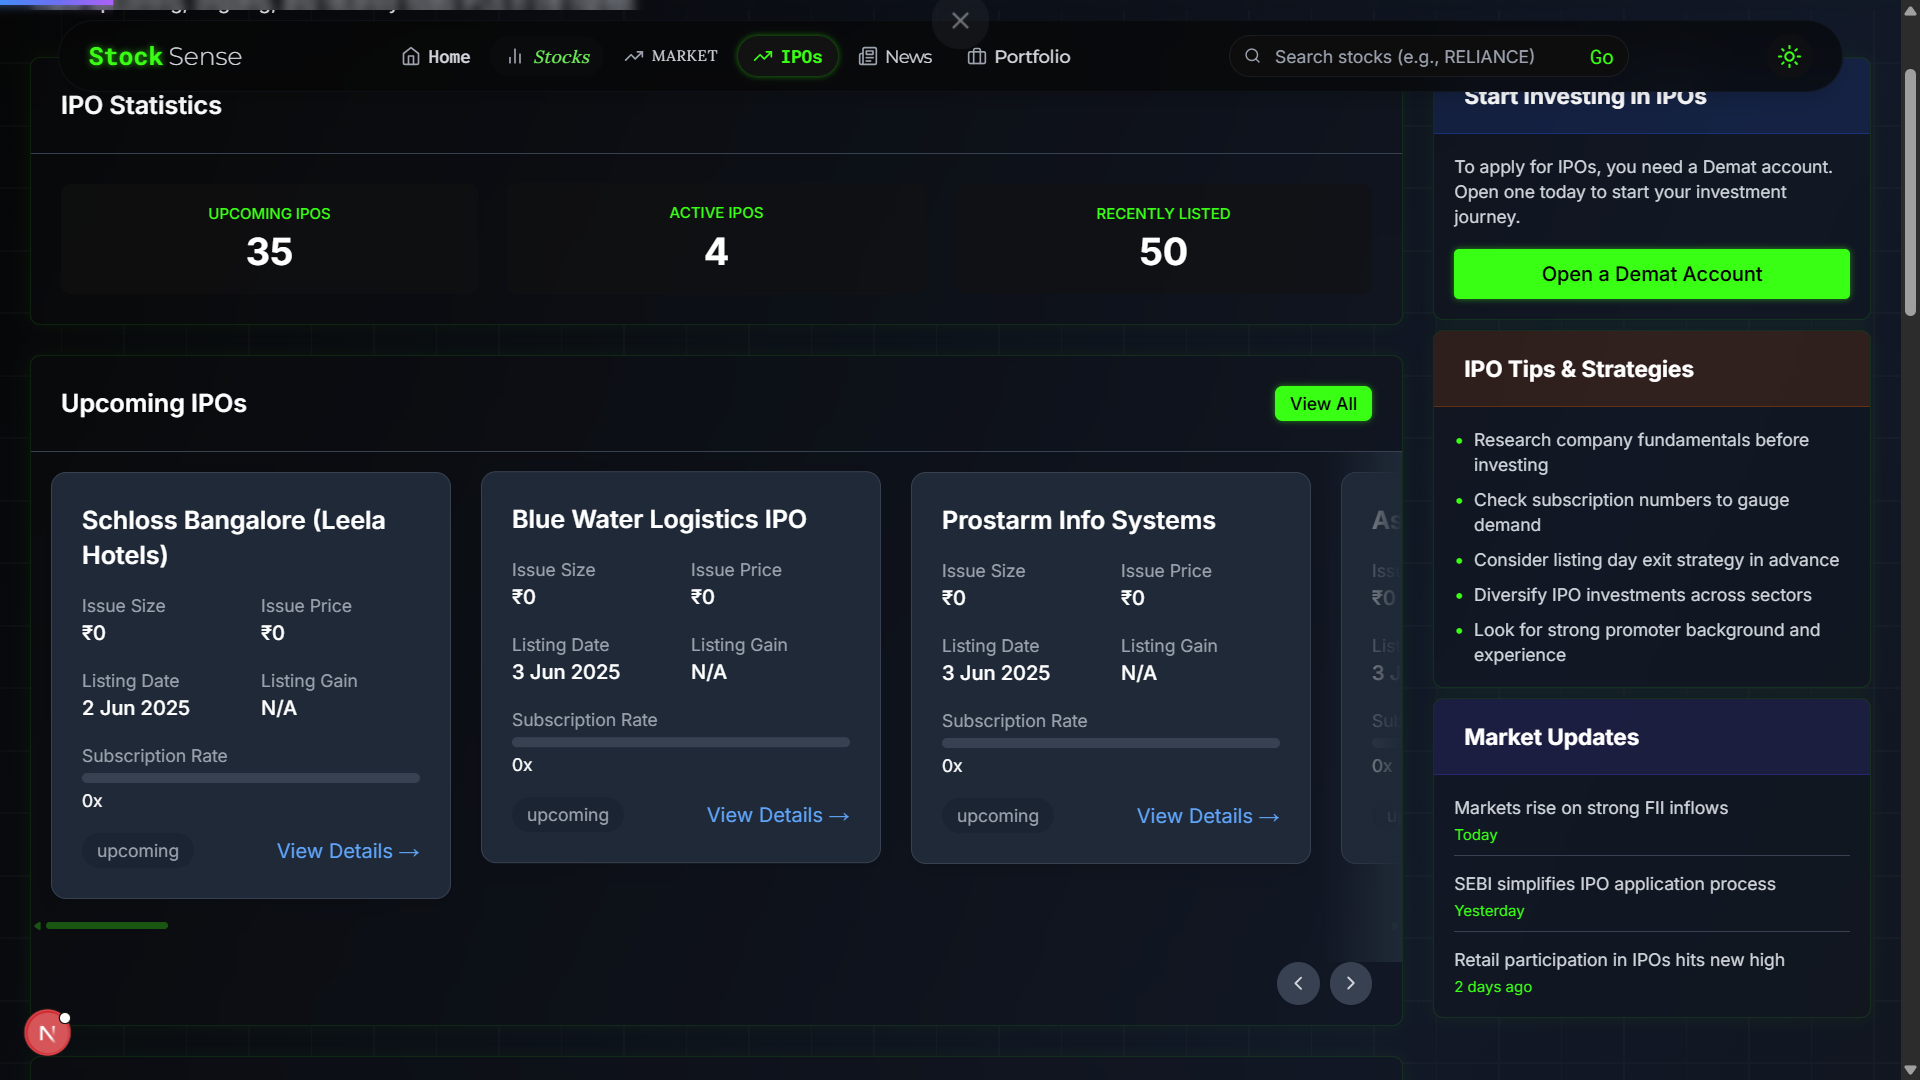 Stock Sense
Home
Stocks
MARKET
IPOs
News
Portfolio
Search stocks (e.g., RELIANCE)
Go
IPO Statistics
UPCOMING IPOS
35
ACTIVE IPOS
4
RECENTLY LISTED
50
Upcoming IPOs
View All
Schloss Bangalore (Leela
Hotels)
Issue Size
Issue Price
₹0
₹0
Listing Date
Listing Gain
2 Jun 2025
N/A
Subscription Rate
0x
upcoming
View Details →
Blue Water Logistics IPO
Issue Size
Issue Price
₹0
₹0
Listing Date
Listing Gain
3 Jun 2025
N/A
Subscription Rate
0x
upcoming
View Details →
Prostarm Info Systems
Issue Size
Issue Price
₹0
₹0
Listing Date
Listing Gain
3 Jun 2025
N/A
Subscription Rate
0x
upcoming
View Details →
₹0
0x
Start Investing in IPOs
To apply for IPOs, you need a Demat account.
Open one today to start your investment
journey.
Open a Demat Account
IPO Tips & Strategies
• Research company fundamentals before
investing
• Check subscription numbers to gauge
demand
• Consider listing day exit strategy in advance
• Diversify IPO investments across sectors
• Look for strong promoter background and
experience
Market Updates
Markets rise on strong FII inflows
Today
SEBI simplifies IPO application process
Yesterday
Retail participation in IPOs hits new high
2 days ago
N